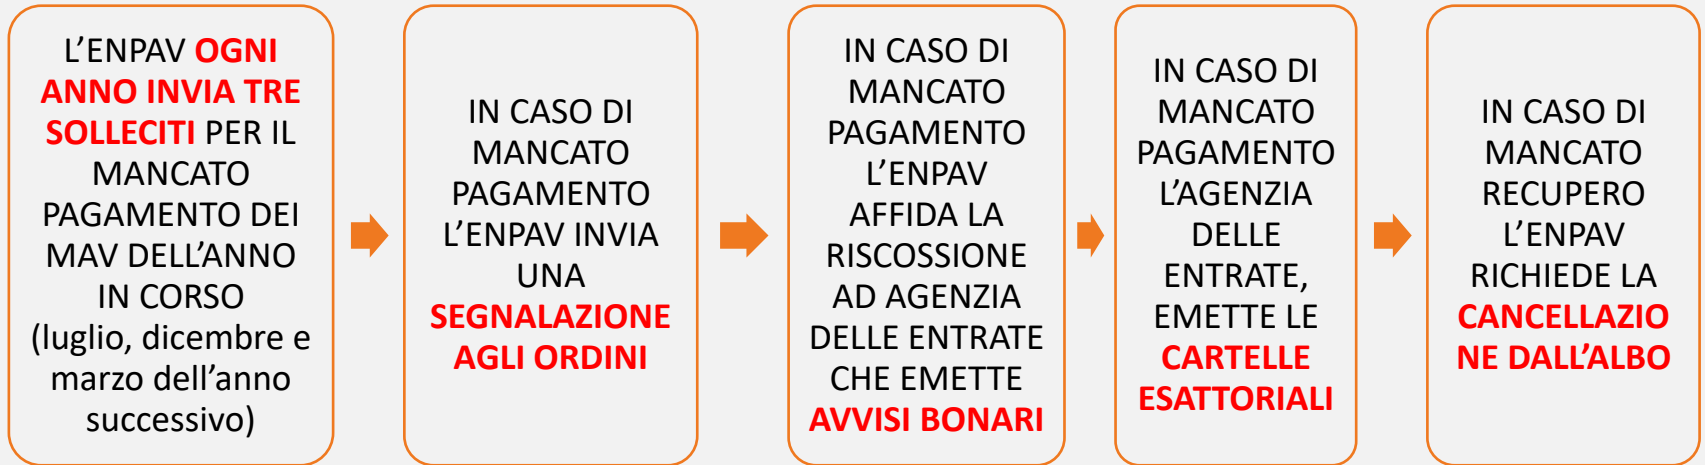 L’ENPAV OGNI
ANNO INVIA TRE
SOLLECITI PER IL
MANCATO
PAGAMENTO DEI
MAV DELL’ANNO
IN CORSO
(luglio, dicembre e
marzo dell’anno
successivo)
IN CASO DI
MANCATO
PAGAMENTO
L’ENPAV INVIA
UNA
SEGNALAZIONE
AGLI ORDINI
IN CASO DI
MANCATO
PAGAMENTO
L’ENPAV
AFFIDA LA
RISCOSSIONE
AD AGENZIA
DELLE ENTRATE
CHE EMETTE
AVVISI BONARI
IN CASO DI
MANCATO
PAGAMENTO
L’AGENZIA
DELLE
ENTRATE,
EMETTE LE
CARTELLE
ESATTORIALI
IN CASO DI
MANCATO
RECUPERO
L’ENPAV
RICHIEDE LA
CANCELLAZIO
NE DALL’ALBO